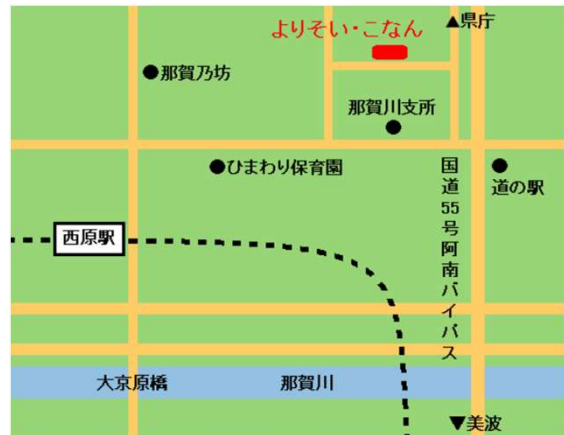 よりそい・こなん
▲県庁
●那賀乃坊
那賀川支所
●ひまわり保育園
国道55号阿南バイパス
道の駅
西原駅
大京原橋
那賀川
▼美波